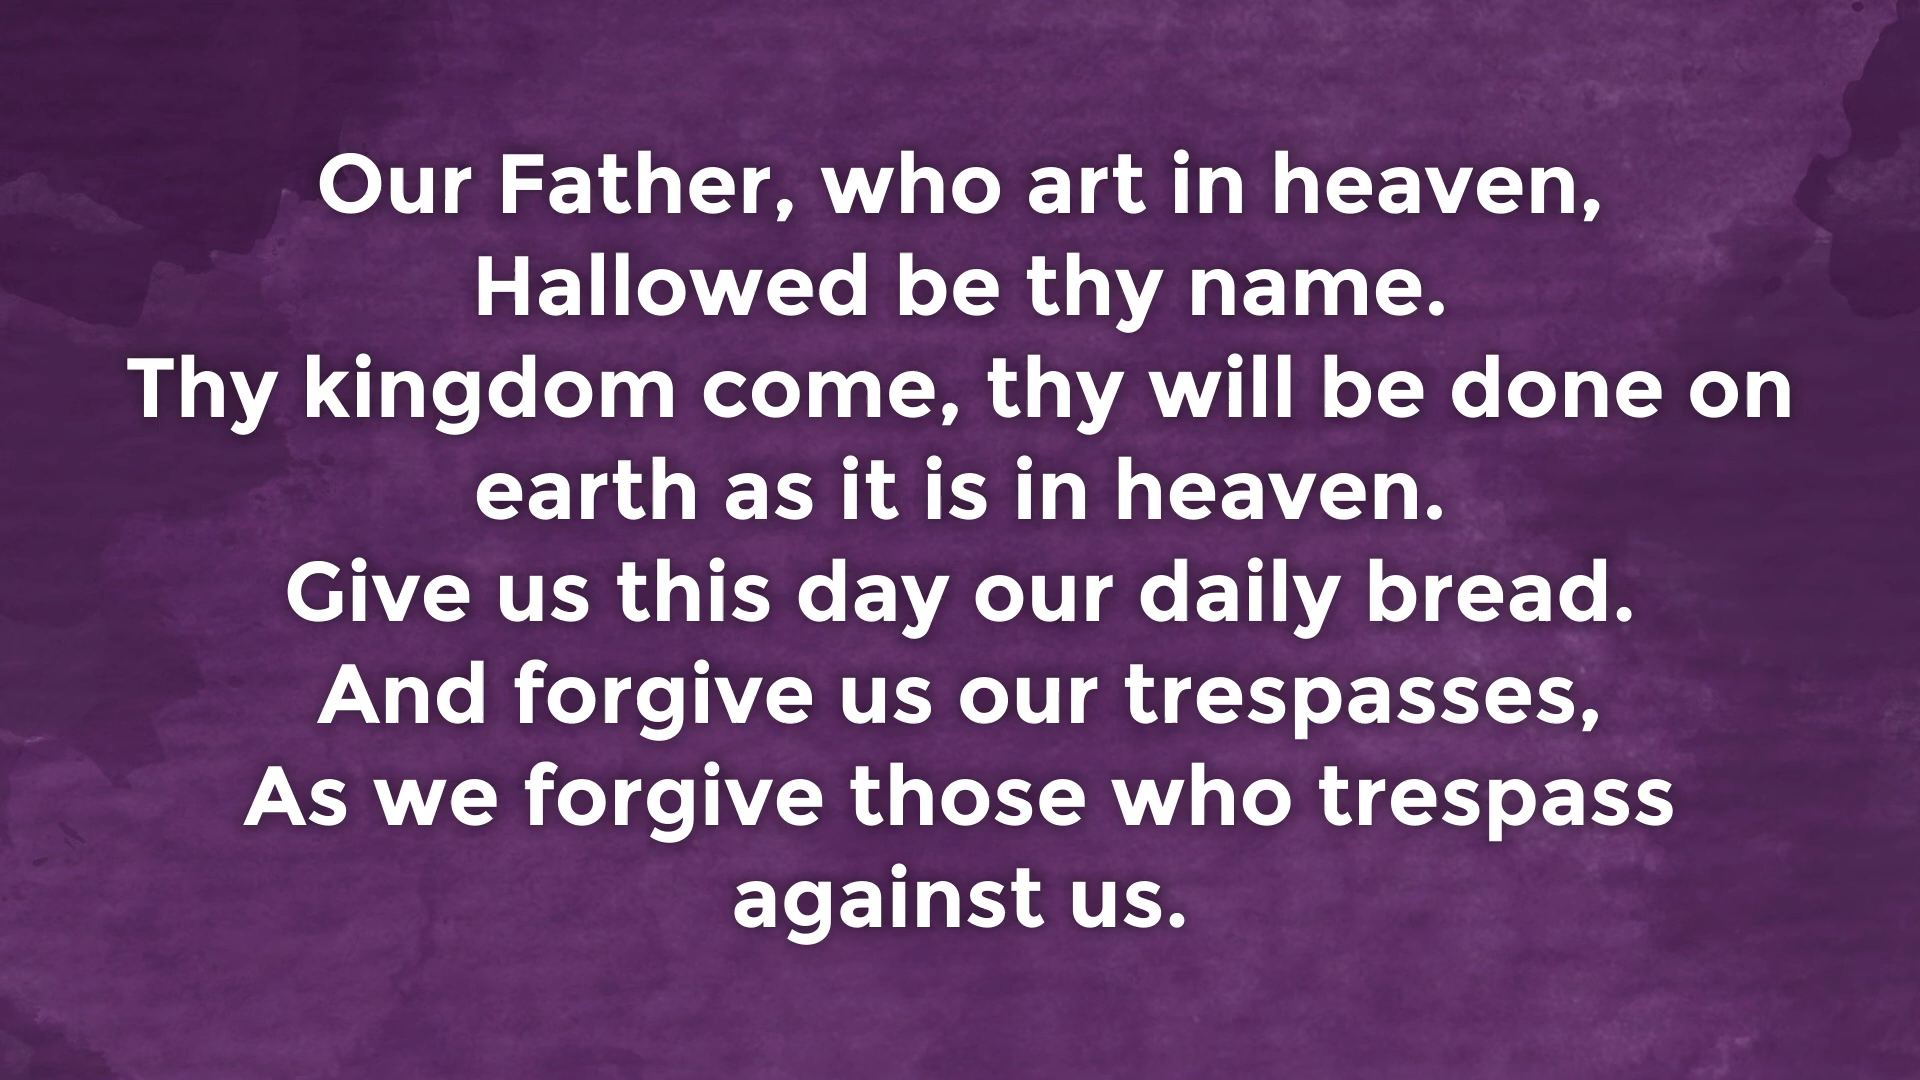 Our Father, who art in heaven,
Hallowed be thy name.
Thy kingdom come, thy will be done on
earth as it is in heaven.
Give us this day our daily bread.
And forgive us our trespasses,
As we forgive those who trespass
against us.